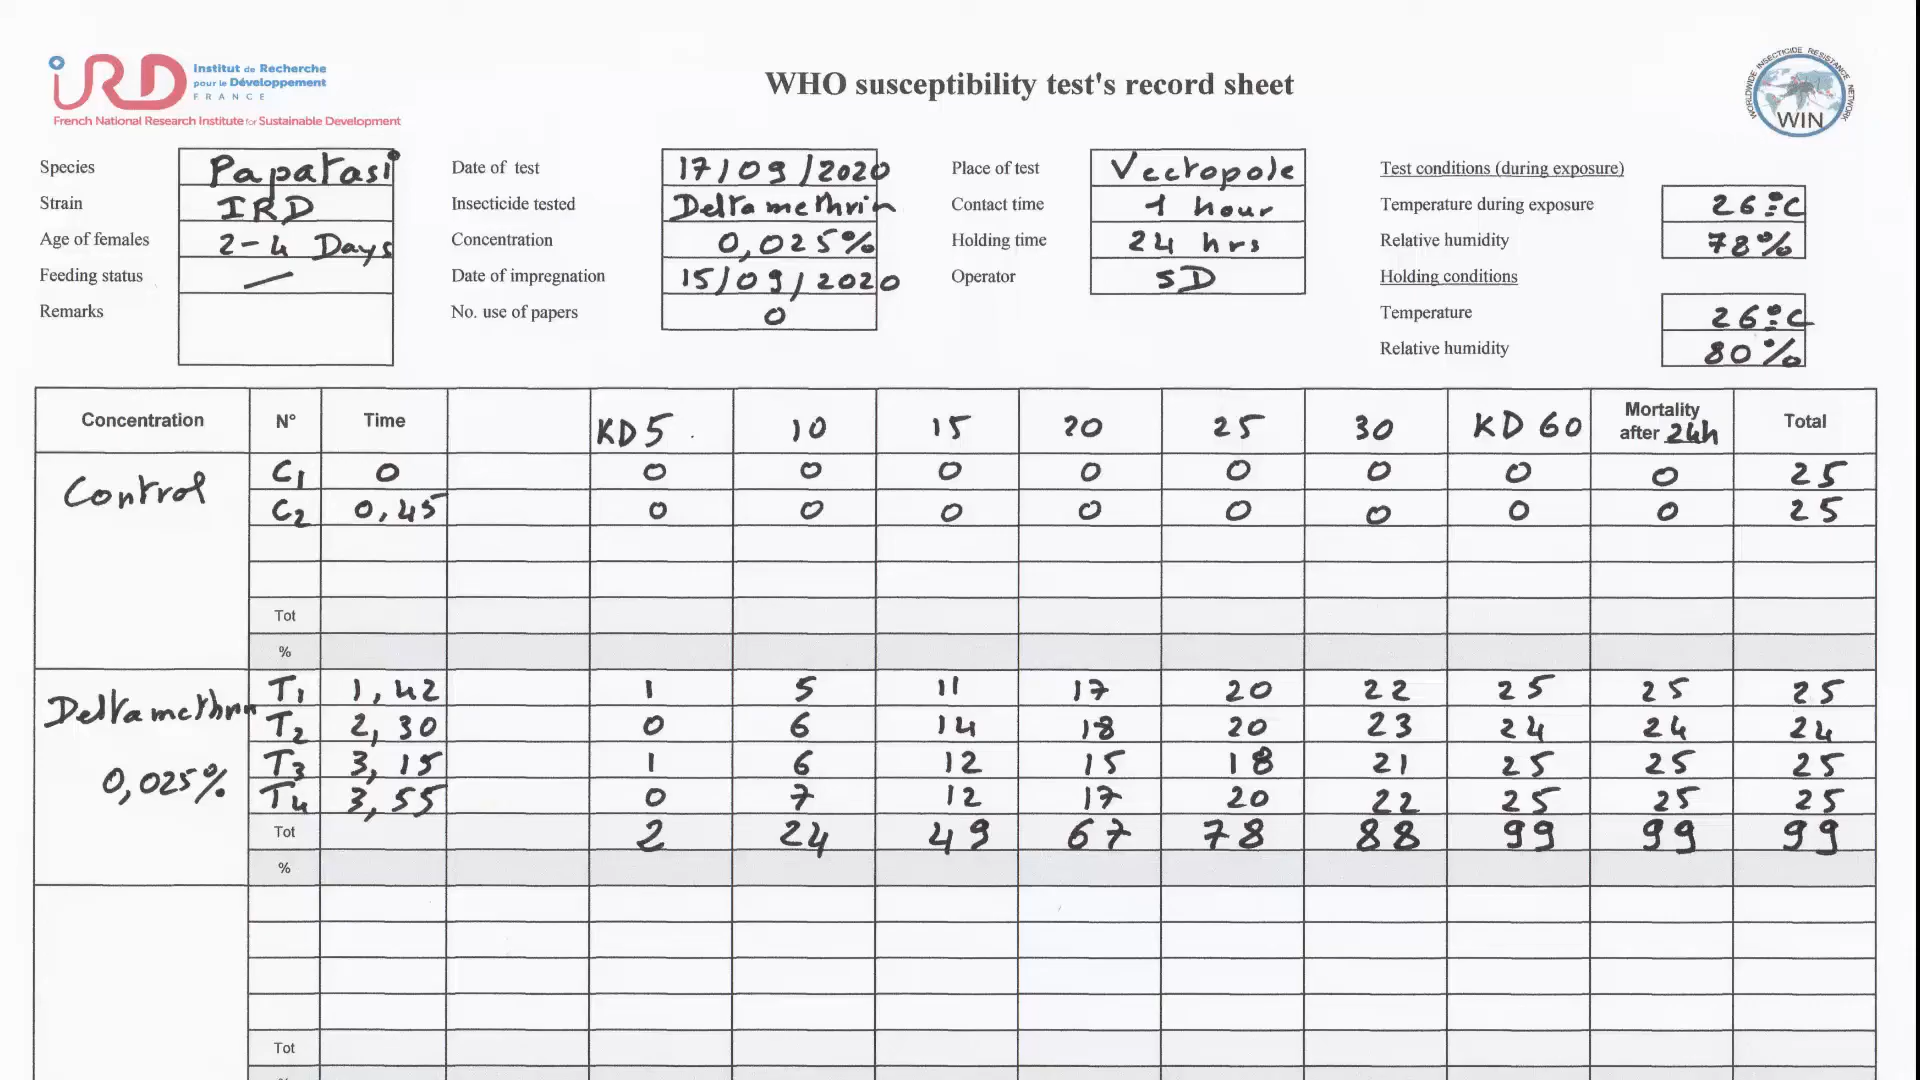 iRD Institut de Recherche
pour le Développement
FRANCE
French National Research Institute for Sustainable Development
WHO susceptibility test's record sheet
WORLDWIDE INSECTICIDE RESISTANCE NETWORK
WIN
Species Papatasi Date of test 17/09/2020 Place of test Vectopole Test conditions (during exposure)
Strain IRD Insecticide tested Deltamethrin Contact time 1 hour Temperature during exposure 26°C
Age of females 2-4 Days Concentration 0,025% Holding time 24 hrs Relative humidity 78%
Feeding status — Date of impregnation 15/09/2020 Operator SD Holding conditions
Remarks No. use of papers 0 Temperature 26°C
Relative humidity 80%
Concentration N° Time KD5 10 15 20 25 30 KD 60 Mortality after 24h Total
Control C1 0 0 0 0 0 0 0 0 0 25
C2 0,45 0 0 0 0 0 0 0 0 25
Tot
%
Deltamethrin T1 1,42 1 5 11 17 20 22 25 25 25
T2 2,30 0 6 14 18 20 23 24 24 24
0,025% T3 3,15 1 6 12 15 18 21 25 25 25
T4 3,55 0 7 12 17 20 22 25 25 25
Tot 2 24 49 67 78 88 99 99 99
%
Tot